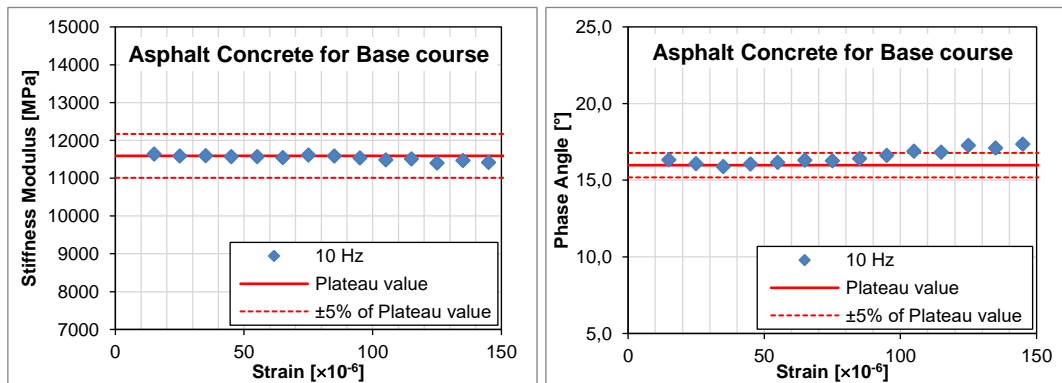 Asphalt Concrete for Base course
Stiffness Modulus [MPa]
15000
14000
13000
12000
11000
10000
9000
8000
7000
10 Hz
Plateau value
±5% of Plateau value
0
50
100
150
Strain [×10⁻⁶]
Asphalt Concrete for Base course
Phase Angle [°]
25,0
20,0
15,0
10,0
5,0
10 Hz
Plateau value
±5% of Plateau value
0
50
100
150
Strain [×10⁻⁶]